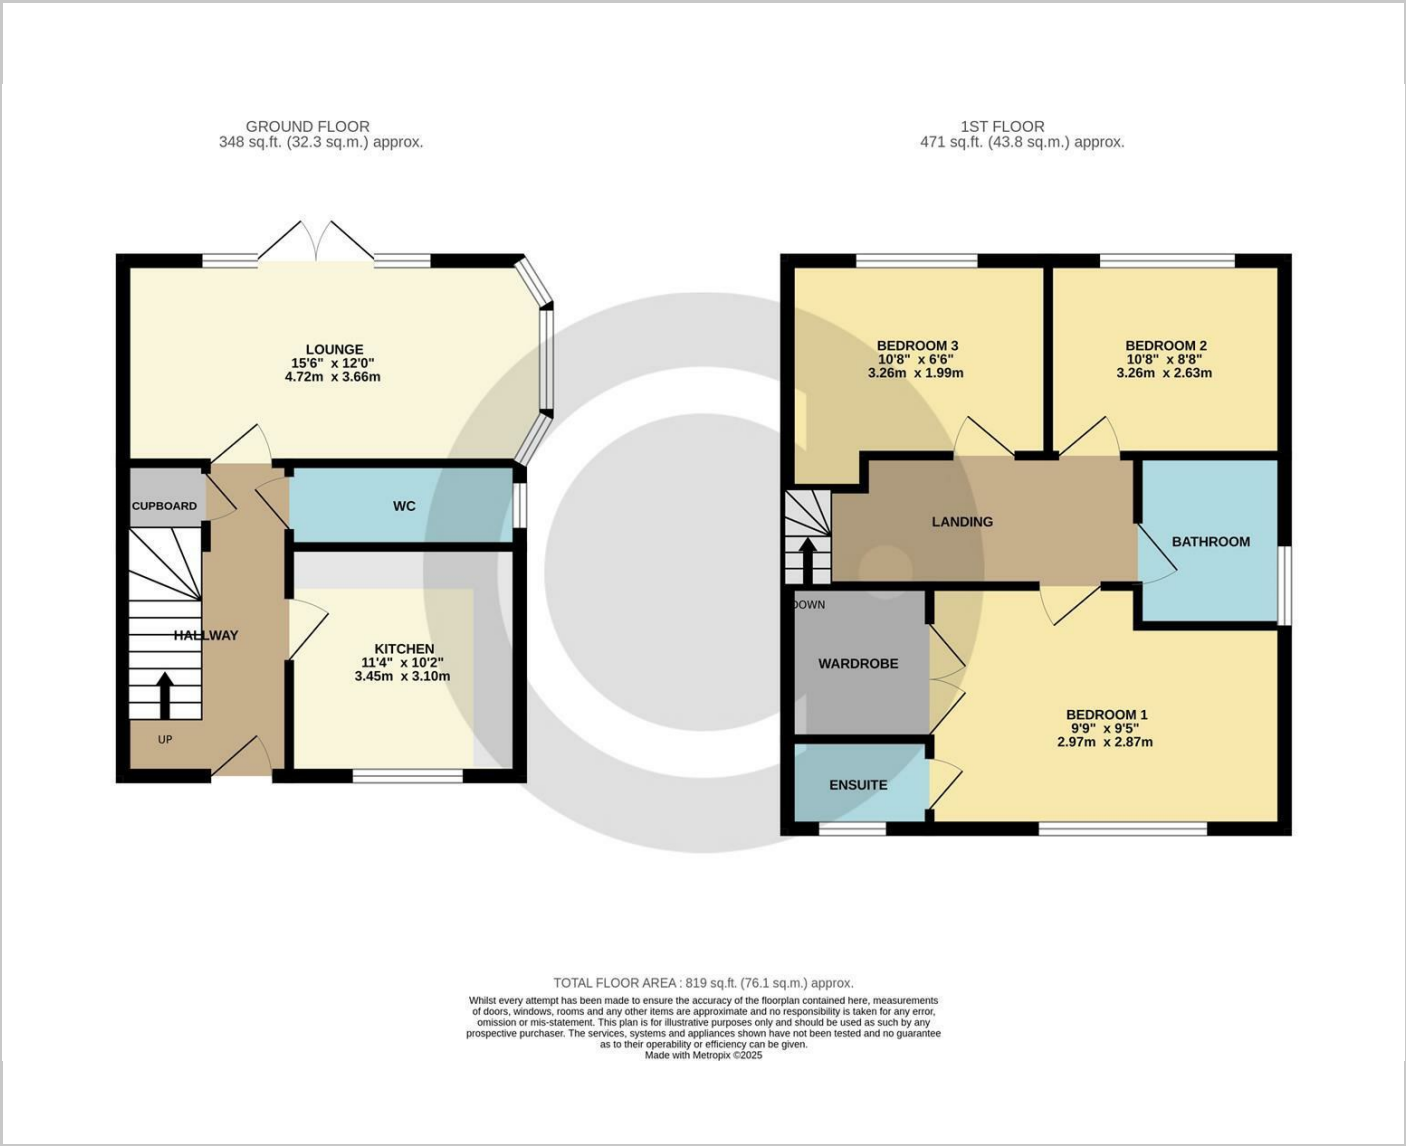 GROUND FLOOR
348 sq.ft. (32.3 sq.m.) approx.
1ST FLOOR
471 sq.ft. (43.8 sq.m.) approx.
LOUNGE
15'6" x 12'0"
4.72m x 3.66m
CUPBOARD
WC
HALLWAY
KITCHEN
11'4" x 10'2"
3.45m x 3.10m
UP
BEDROOM 3
10'8" x 6'6"
3.26m x 1.99m
BEDROOM 2
10'8" x 8'8"
3.26m x 2.63m
LANDING
BATHROOM
DOWN
WARDROBE
BEDROOM 1
9'9" x 9'5"
2.97m x 2.87m
ENSUITE
TOTAL FLOOR AREA : 819 sq.ft. (76.1 sq.m.) approx.
Whilst every attempt has been made to ensure the accuracy of the floorplan contained here, measurements
of doors, windows, rooms and any other items are approximate and no responsibility is taken for any error,
omission or mis-statement. This plan is for illustrative purposes only and should be used as such by any
prospective purchaser. The services, systems and appliances shown have not been tested and no guarantee
as to their operability or efficiency can be given.
Made with Metropix ©2025